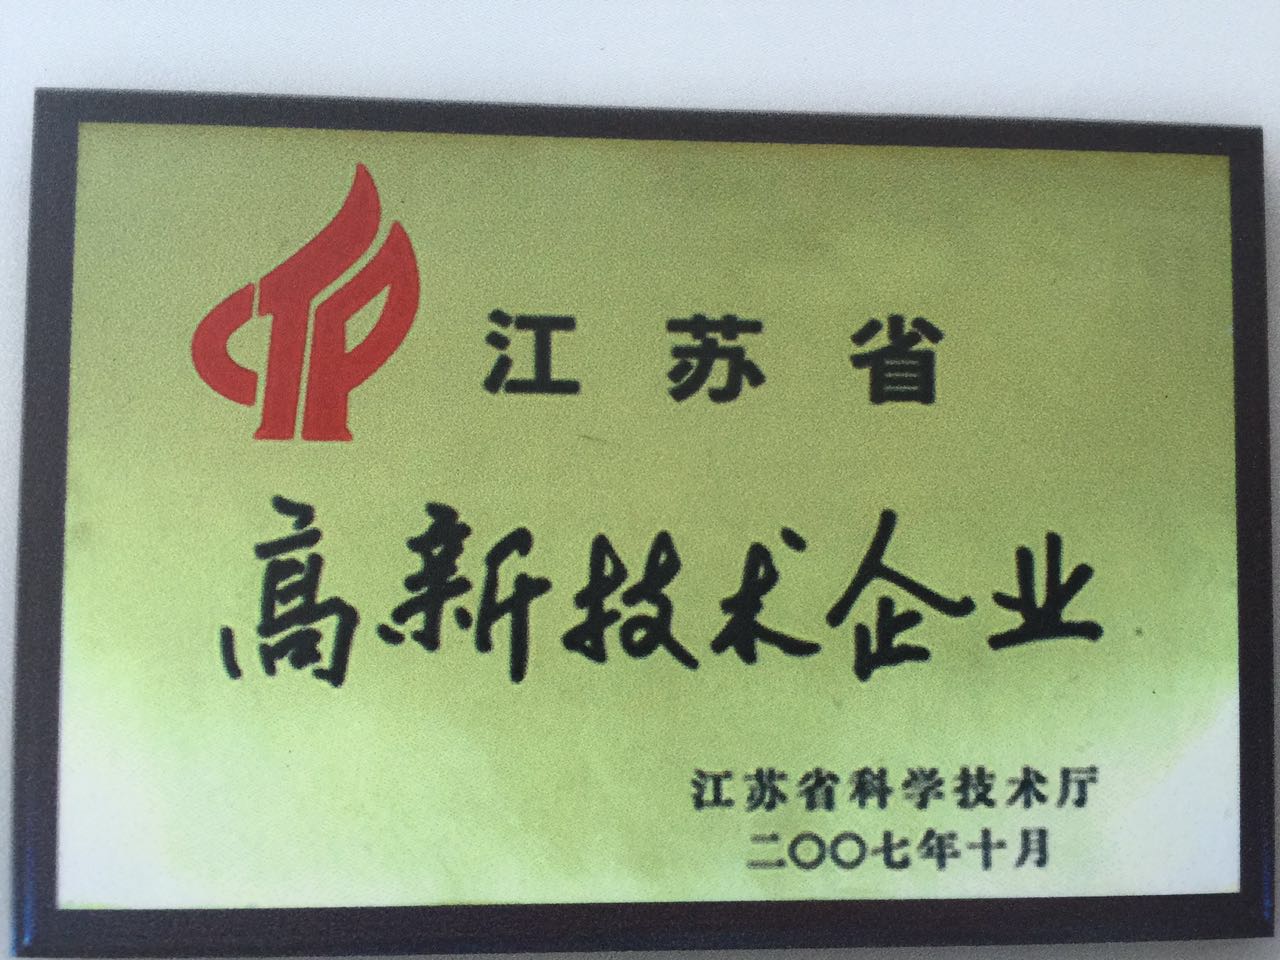 江苏省
高新技术企业
江苏省科学技术厅
二〇〇七年十月